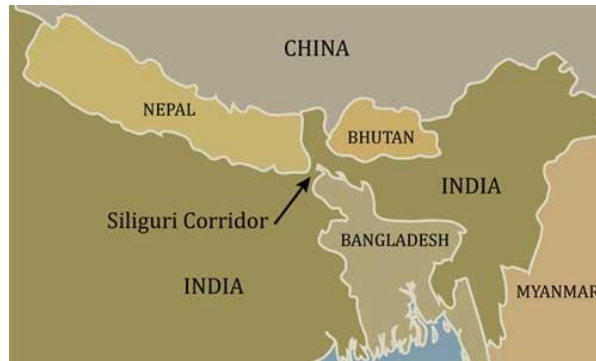 CHINA
NEPAL
BHUTAN
INDIA
Siliguri Corridor
BANGLADESH
INDIA
MYANMAR